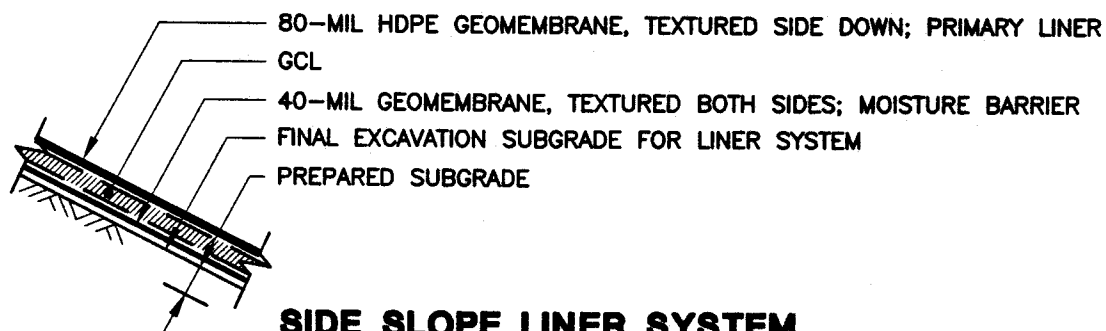 80-MIL HDPE GEOMEMBRANE, TEXTURED SIDE DOWN; PRIMARY LINER
GCL
40-MIL GEOMEMBRANE, TEXTURED BOTH SIDES; MOISTURE BARRIER
FINAL EXCAVATION SUBGRADE FOR LINER SYSTEM
PREPARED SUBGRADE
SIDE SLOPE LINER SYSTEM